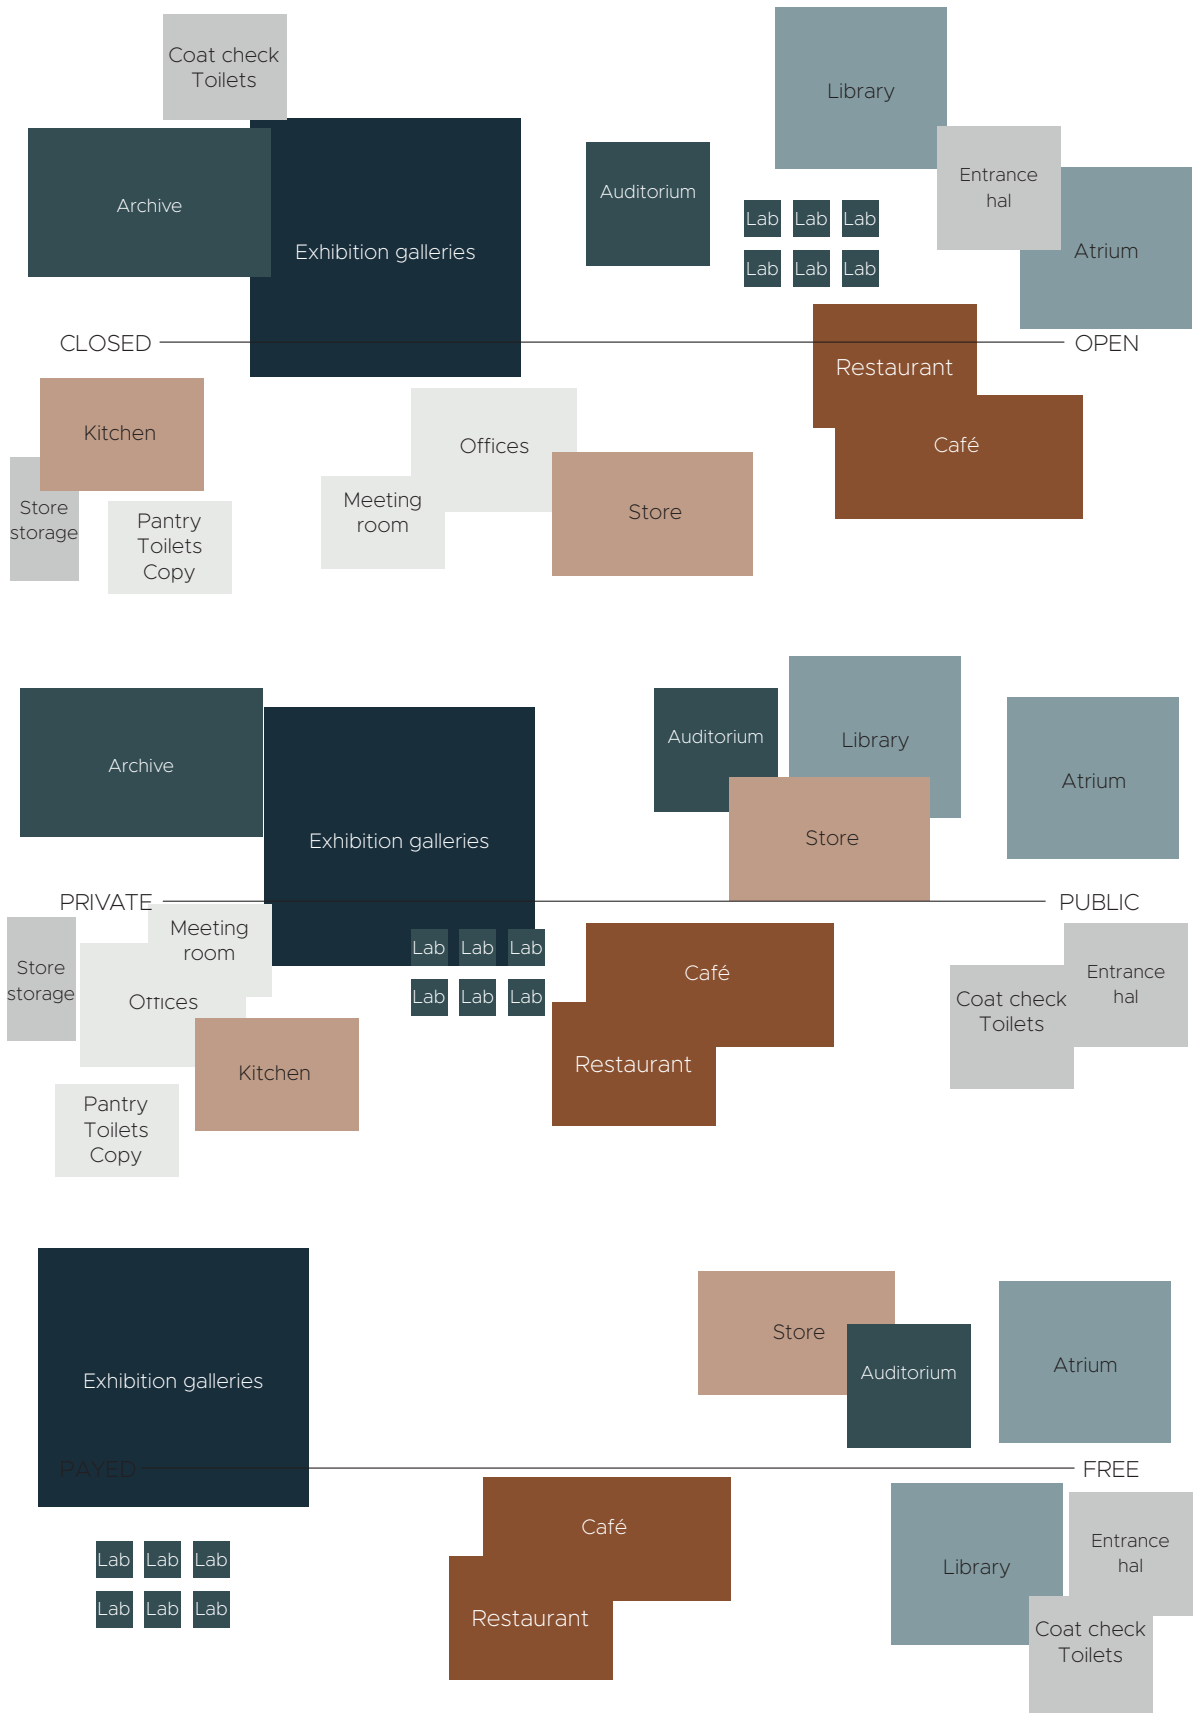 Coat check
Toilets
Library
Archive
Exhibition galleries
Auditorium
Entrance
hal
Lab Lab Lab
Lab Lab Lab
Atrium
CLOSED
OPEN
Restaurant
Café
Kitchen
Offices
Store
storage
Meeting
room
Store
Pantry
Toilets
Copy
Archive
Exhibition galleries
Auditorium
Library
Atrium
Store
PRIVATE
PUBLIC
Meeting
room
Store
storage
Offices
Lab Lab Lab
Lab Lab Lab
Café
Restaurant
Entrance
hal
Coat check
Toilets
Kitchen
Pantry
Toilets
Copy
Exhibition galleries
Store
Auditorium
Atrium
PAYED
FREE
Lab Lab Lab
Lab Lab Lab
Café
Restaurant
Library
Entrance
hal
Coat check
Toilets